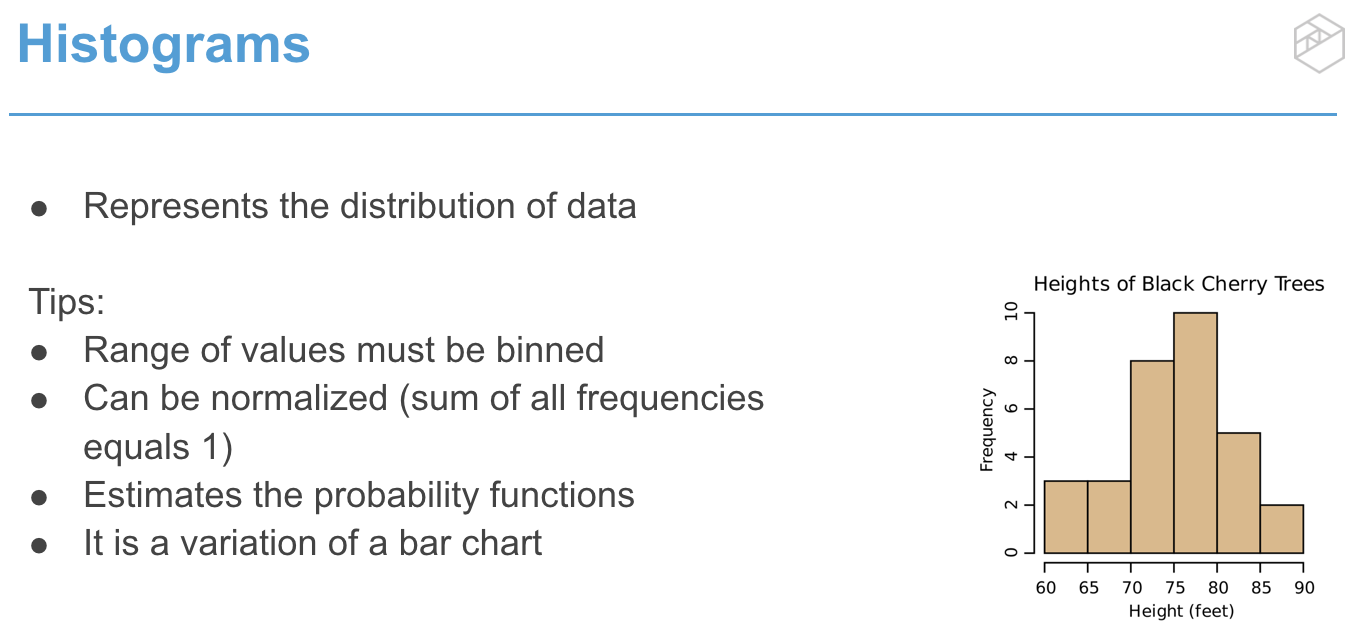 Histograms
● Represents the distribution of data
Tips:
● Range of values must be binned
● Can be normalized (sum of all frequencies
equals 1)
● Estimates the probability functions
● It is a variation of a bar chart
Heights of Black Cherry Trees
Frequency
10
8
6
4
2
0
60 65 70 75 80 85 90
Height (feet)